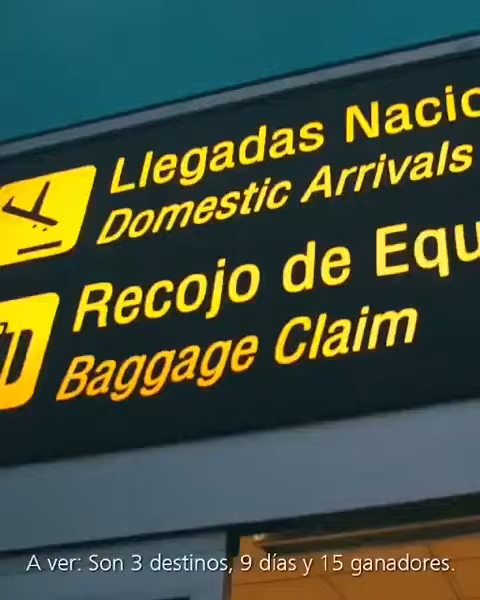 Llegadas Nacio
Domestic Arrivals
Recojo de Equ
Baggage Claim
A ver: Son 3 destinos, 9 días y 15 ganadores.